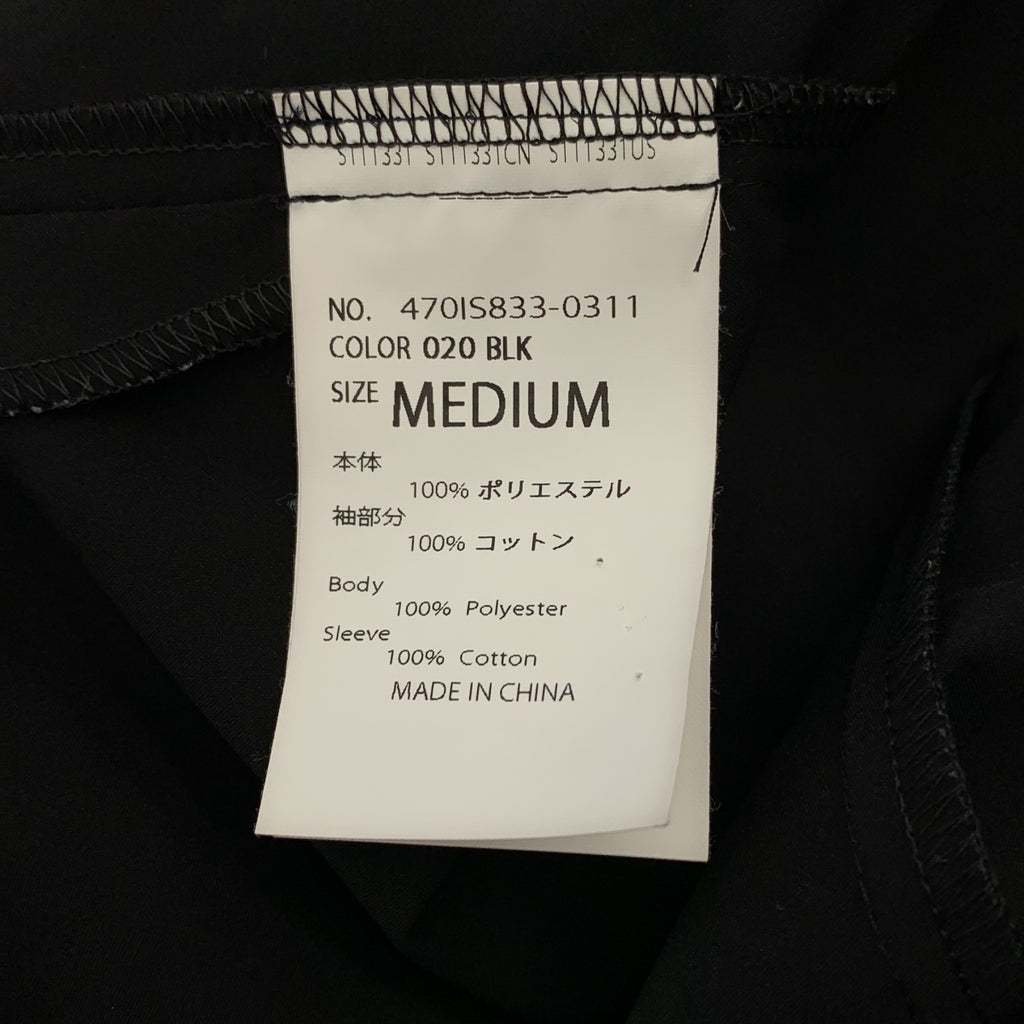 S111331 S111331CN S111331US
NO. 470IS833-0311
COLOR 020 BLK
SIZE MEDIUM
本体
100% ポリエステル
袖部分
100% コットン
Body
100% Polyester
Sleeve
100% Cotton
MADE IN CHINA